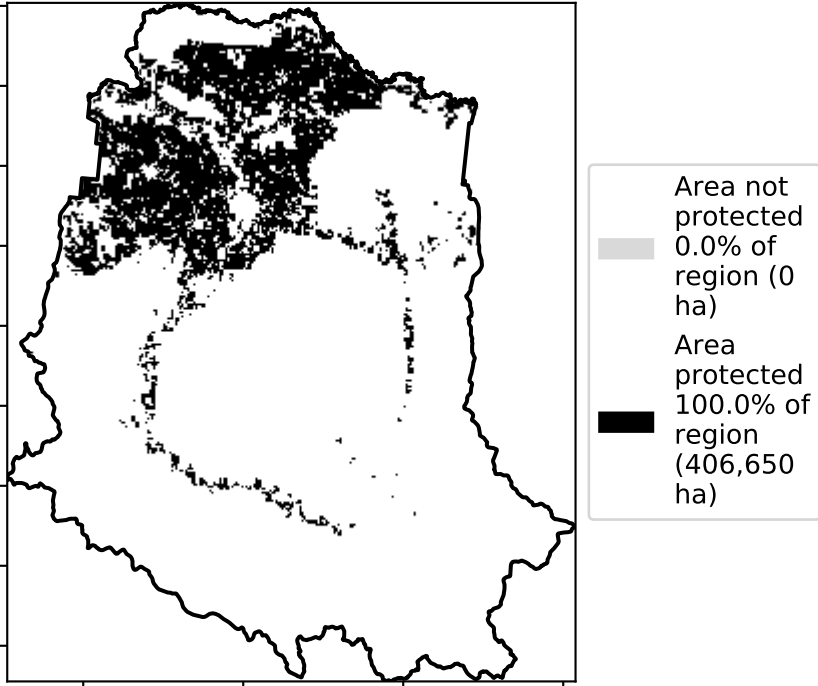 Area not
protected
0.0% of
region (0
ha)
Area
protected
100.0% of
region
(406,650
ha)